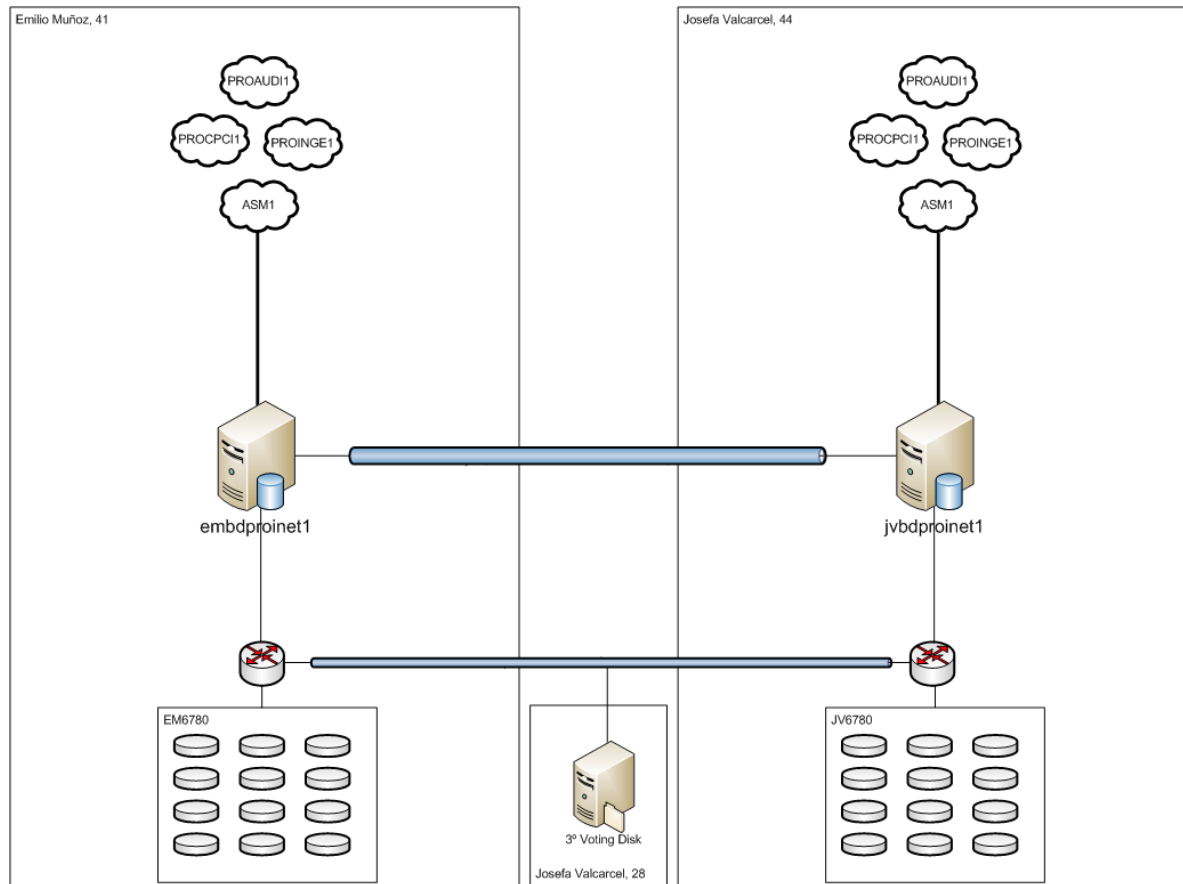 Emilio Muñoz, 41
Josefa Valcarcel, 44
PROAUDI1
PROCPCI1
PROINGE1
ASM1
PROAUDI1
PROCPCI1
PROINGE1
ASM1
embdproinet1
jvbdproinet1
EM6780
JV6780
3º Voting Disk
Josefa Valcarcel, 28